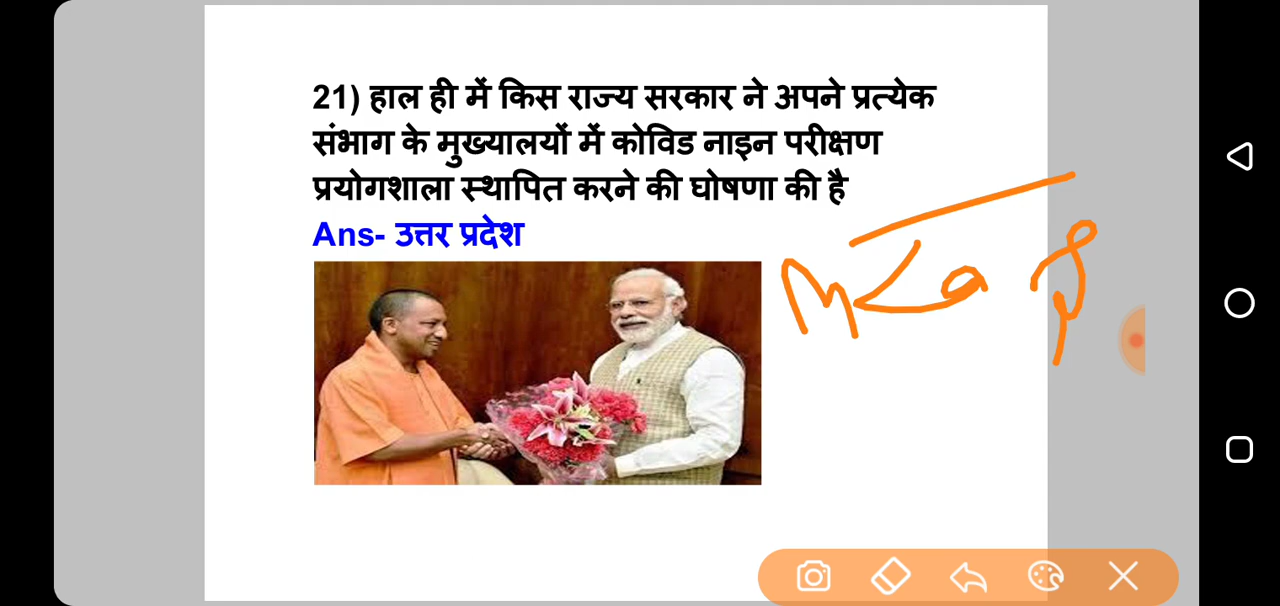 21) हाल ही में किस राज्य सरकार ने अपने प्रत्येक
संभाग के मुख्यालयों में कोविड नाइन परीक्षण
प्रयोगशाला स्थापित करने की घोषणा की है
Ans- उत्तर प्रदेश